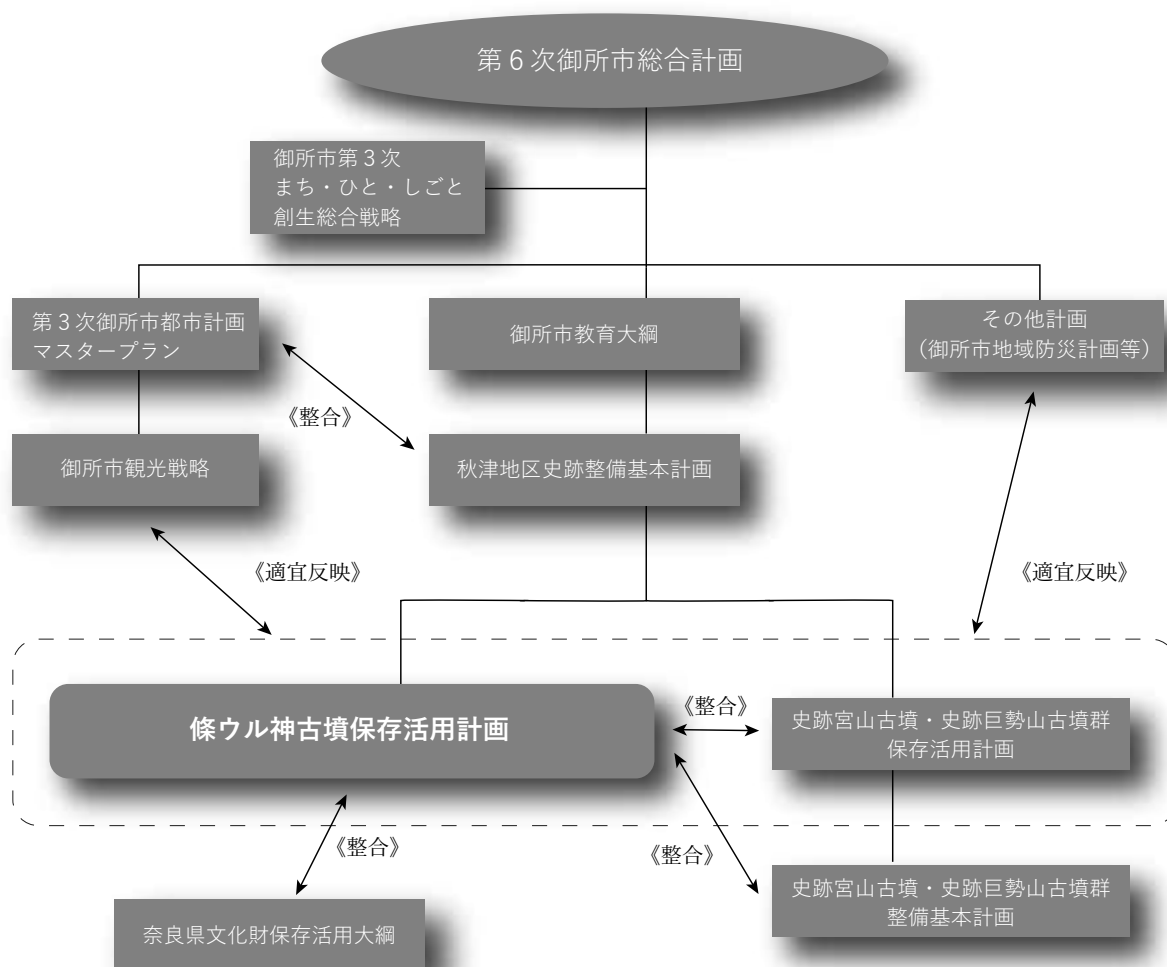 第６次御所市総合計画
御所市第３次
まち・ひと・しごと
創生総合戦略
第３次御所市都市計画
マスタープラン
御所市教育大綱
その他計画
（御所市地域防災計画等）
《整合》
御所市観光戦略
秋津地区史跡整備基本計画
《適宜反映》
《適宜反映》
條ウル神古墳保存活用計画
《整合》
史跡宮山古墳・史跡巨勢山古墳群
保存活用計画
《整合》
《整合》
史跡宮山古墳・史跡巨勢山古墳群
整備基本計画
奈良県文化財保存活用大綱